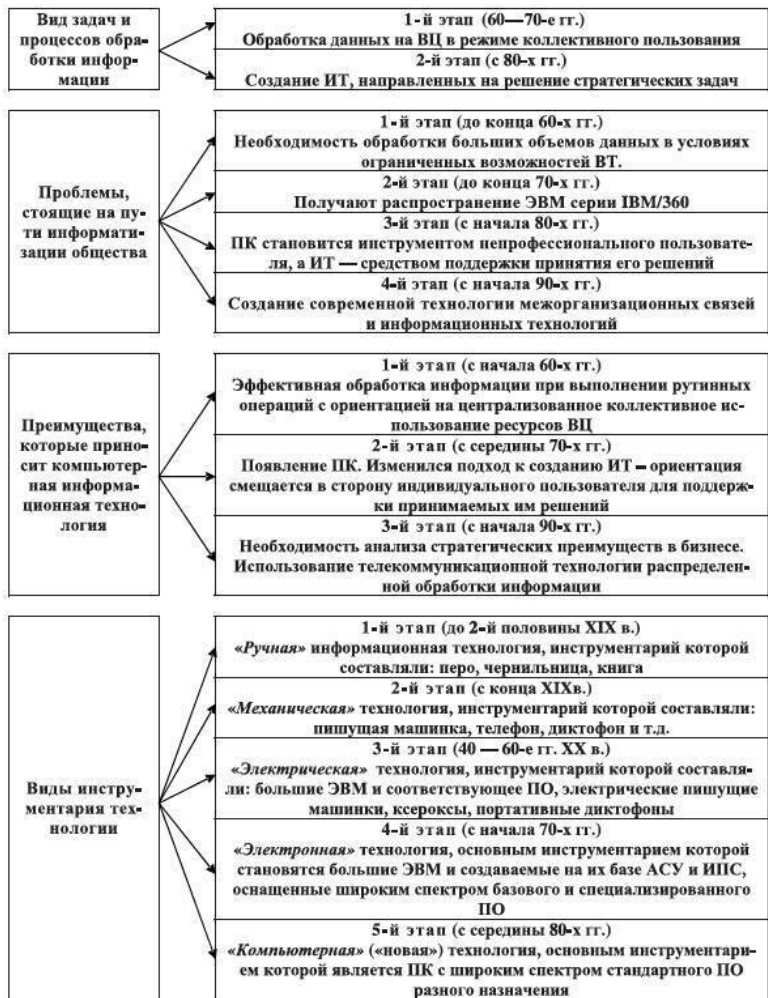 Вид задач и
процессов обра-
ботки инфор-
мации
1-й этап (60—70-е гг.)
Обработка данных на ВЦ в режиме коллективного пользования
2-й этап (с 80-х гг.)
Создание ИТ, направленных на решение стратегических задач
Проблемы,
стоящие на пу-
ти информати-
зации общества
1-й этап (до конца 60-х гг.)
Необходимость обработки больших объемов данных в условиях
ограниченных возможностей ВТ.
2-й этап (до конца 70-х гг.)
Получают распространение ЭВМ серии IBM/360
3-й этап (с начала 80-х гг.)
ПК становится инструментом непрофессионального пользовате-
ля, а ИТ — средством поддержки принятия его решений
4-й этап (с начала 90-х гг.)
Создание современной технологии межорганизационных связей
и информационных технологий
Преимущества,
которые прино-
сит компьютер-
ная информа-
ционная техно-
логия
1-й этап (с начала 60-х гг.)
Эффективная обработка информации при выполнении рутинных
операций с ориентацией на централизованное коллективное ис-
пользование ресурсов ВЦ
2-й этап (с середины 70-х гг.)
Появление ПК. Изменился подход к созданию ИТ – ориентация
смещается в сторону индивидуального пользователя для поддерж-
ки принимаемых им решений
3-й этап (с начала 90-х гг.)
Необходимость анализа стратегических преимуществ в бизнесе.
Использование телекоммуникационной технологии распределен-
ной обработки информации
Виды инстру-
ментария тех-
нологии
1-й этап (до 2-й половины XIX в.)
«Ручная» информационная технология, инструментарий которой
составляли: перо, чернильница, книга
2-й этап (с конца XIXв.)
«Механическая» технология, инструментарий которой составляли:
пишущая машинка, телефон, диктофон и т.д.
3-й этап (40 — 60-е гг. XX в.)
«Электрическая» технология, инструментарий которой составля-
ли: большие ЭВМ и соответствующее ПО, электрические пишущие
машинки, ксероксы, портативные диктофоны
4-й этап (с начала 70-х гг.)
«Электронная» технология, основным инструментарием которой
становятся большие ЭВМ и создаваемые на их базе АСУ и ИПС,
оснащенные широким спектром базового и специализированного
ПО
5-й этап (с середины 80-х гг.)
«Компьютерная» («новая») технология, основным инструментари-
ем которой является ПК с широким спектром стандартного ПО
разного назначения